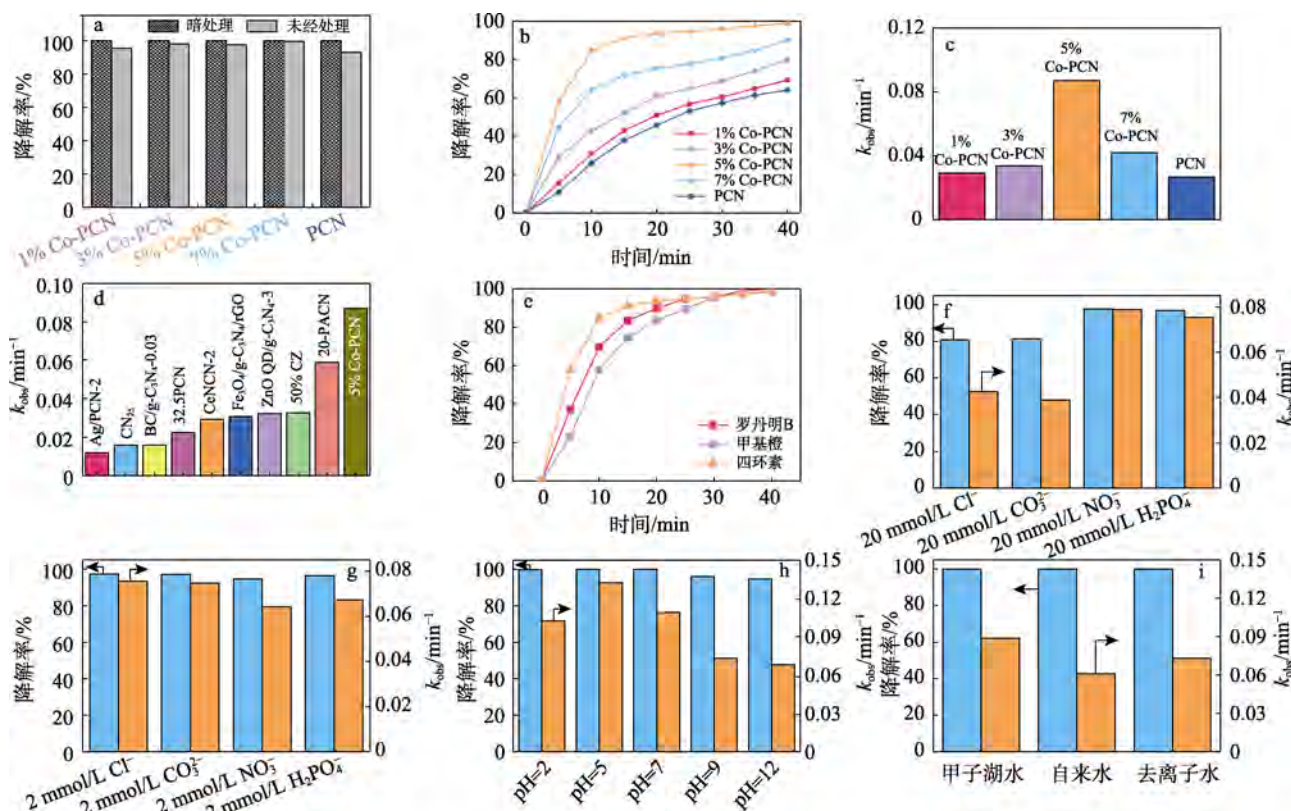 a
暗处理
未经处理
降解率/%
100
80
60
40
20
0
1% Co-PCN
3% Co-PCN
5% Co-PCN
7% Co-PCN
PCN
b
降解率/%
100
80
60
40
20
0
1% Co-PCN
3% Co-PCN
5% Co-PCN
7% Co-PCN
PCN
0
10
20
30
40
时间/min
c
kobs/min⁻¹
0.12
0.08
0.04
0
1%
Co-PCN
3%
Co-PCN
5%
Co-PCN
7%
Co-PCN
PCN
d
kobs/min⁻¹
0.10
0.08
0.06
0.04
0.02
0
Ag/PCN-2
BC/g-C₃N₄-0.03
32.5PCN
CeNCN-2
Fe₃O₄/g-C₃N₄/rGO
ZnO QD/g-C₃N₄-3
50% CZ
20-PACN
5% Co-PCN
e
降解率/%
100
80
60
40
20
0
罗丹明B
甲基橙
四环素
0
10
20
30
40
时间/min
f
降解率/%
100
80
60
40
20
0
kobs/min⁻¹
0.08
0.06
0.04
0.02
0
20 mmol/L Cl⁻
20 mmol/L CO₃²⁻
20 mmol/L NO₃⁻
20 mmol/L H₂PO₄⁻
g
降解率/%
100
80
60
40
20
0
kobs/min⁻¹
0.08
0.06
0.04
0.02
0
2 mmol/L Cl⁻
2 mmol/L CO₃²⁻
2 mmol/L NO₃⁻
2 mmol/L H₂PO₄⁻
h
降解率/%
100
80
60
40
20
0
kobs/min⁻¹
0.15
0.12
0.09
0.06
0.03
0
pH=2
pH=5
pH=7
pH=9
pH=12
i
降解率/%
100
80
60
40
20
0
kobs/min⁻¹
0.15
0.12
0.09
0.06
0.03
0
甲子湖水
自来水
去离子水